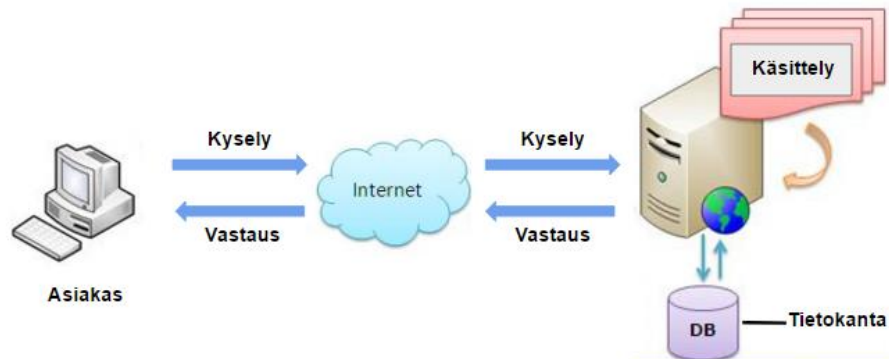 Käsittely
Kysely
Kysely
Internet
Vastaus
Vastaus
Asiakas
DB
Tietokanta